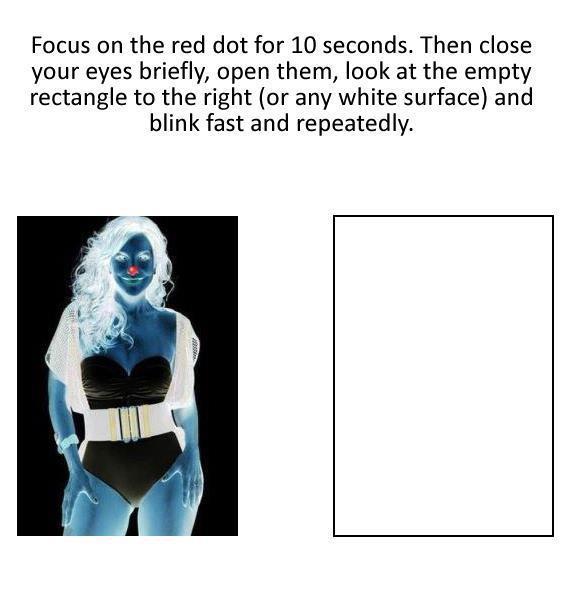 Focus on the red dot for 10 seconds. Then close
your eyes briefly, open them, look at the empty
rectangle to the right (or any white surface) and
blink fast and repeatedly.